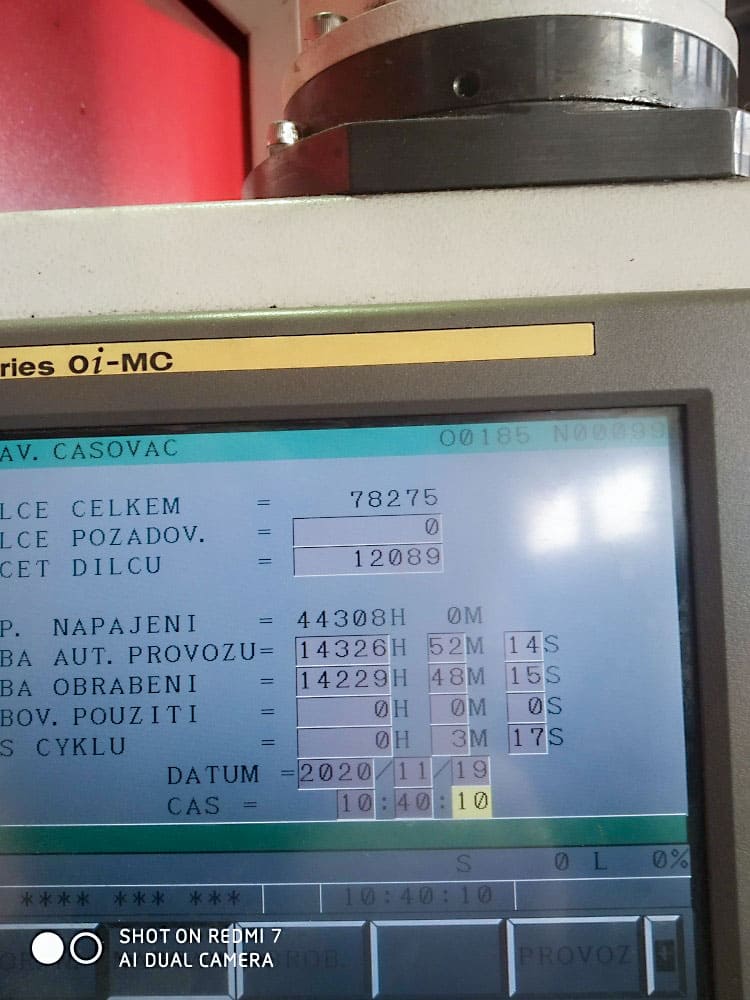 ries 0i-MC
AV. CASOVAC O0185 N00099
LCE CELKEM = 78275
LCE POZADOV. = 0
CET DILCU = 12089
P. NAPAJENI = 44308H 0M
BA AUT. PROVOZU= 14326H 52M 14S
BA OBRABENI = 14229H 48M 15S
BOV. POUZITI = 0H 0M 0S
S CYKLU = 0H 3M 17S
DATUM =2020/11/19
CAS = 10:40:10
S 0 L 0%
**** *** *** 10:40:10
PROVOZ
SHOT ON REDMI 7
AI DUAL CAMERA